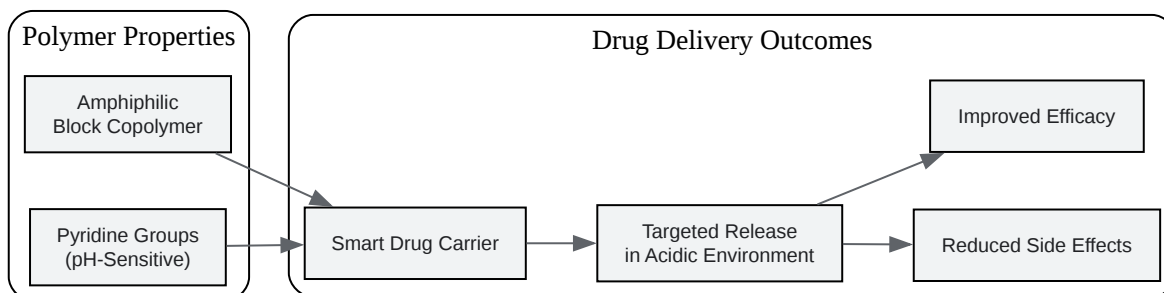 Polymer Properties
Amphiphilic
Block Copolymer
Pyridine Groups
(pH-Sensitive)
Drug Delivery Outcomes
Smart Drug Carrier
Targeted Release
in Acidic Environment
Improved Efficacy
Reduced Side Effects